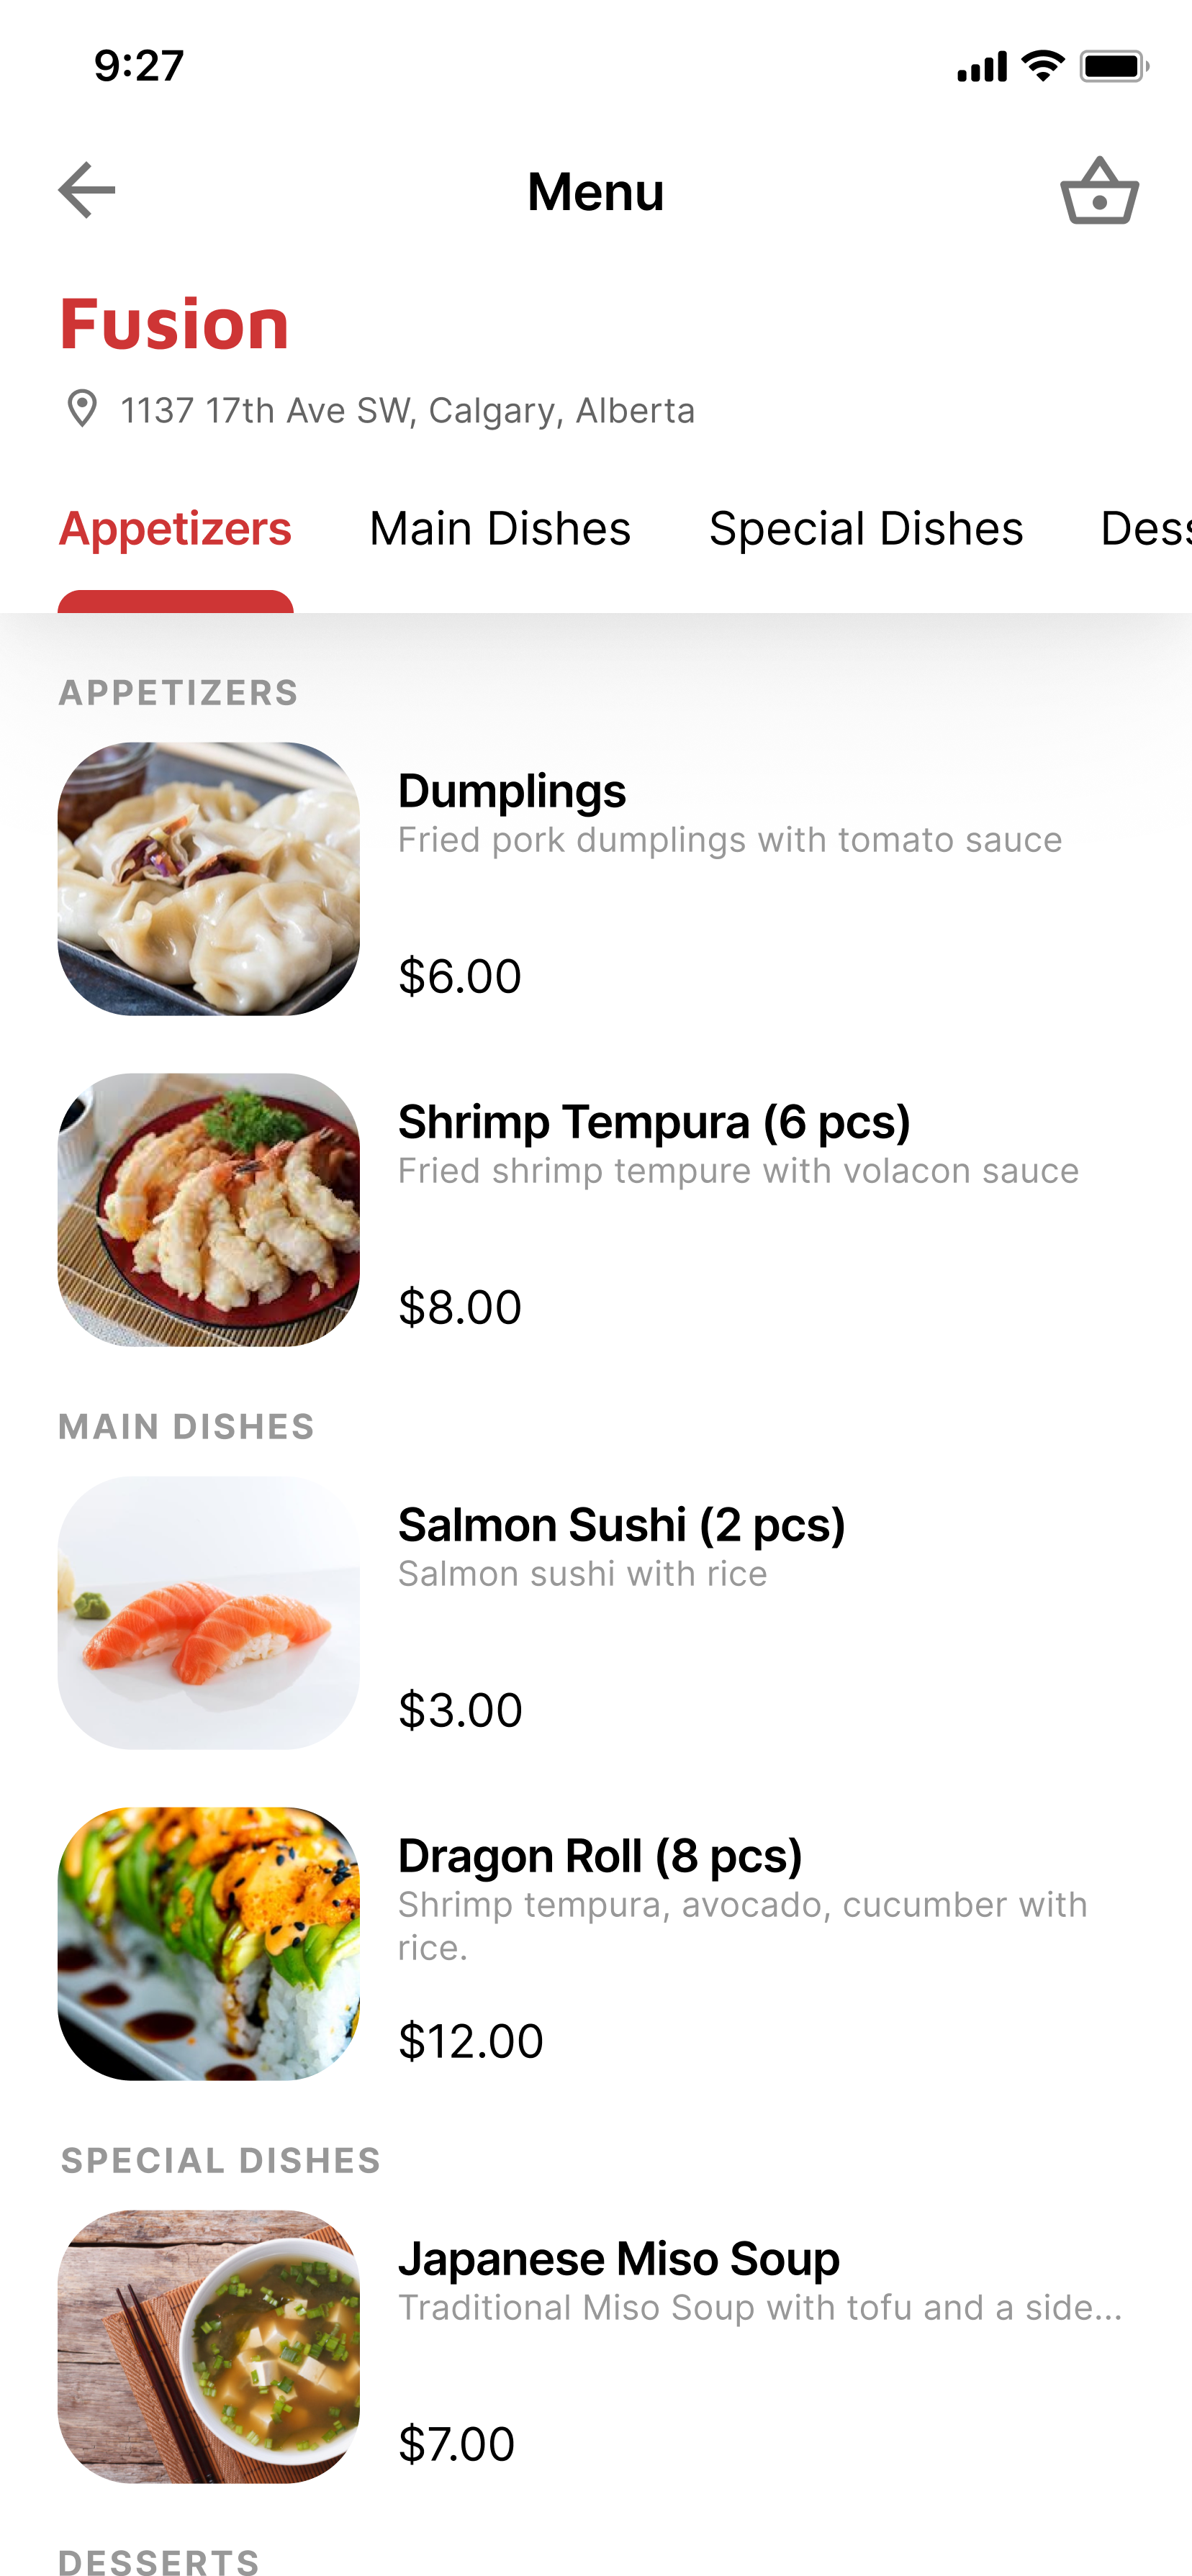 9:27
Menu
Fusion
1137 17th Ave SW, Calgary, Alberta
Appetizers Main Dishes Special Dishes Dess
APPETIZERS
Dumplings
Fried pork dumplings with tomato sauce
$6.00
Shrimp Tempura (6 pcs)
Fried shrimp tempure with volacon sauce
$8.00
MAIN DISHES
Salmon Sushi (2 pcs)
Salmon sushi with rice
$3.00
Dragon Roll (8 pcs)
Shrimp tempura, avocado, cucumber with
rice.
$12.00
SPECIAL DISHES
Japanese Miso Soup
Traditional Miso Soup with tofu and a side...
$7.00
DESSERTS